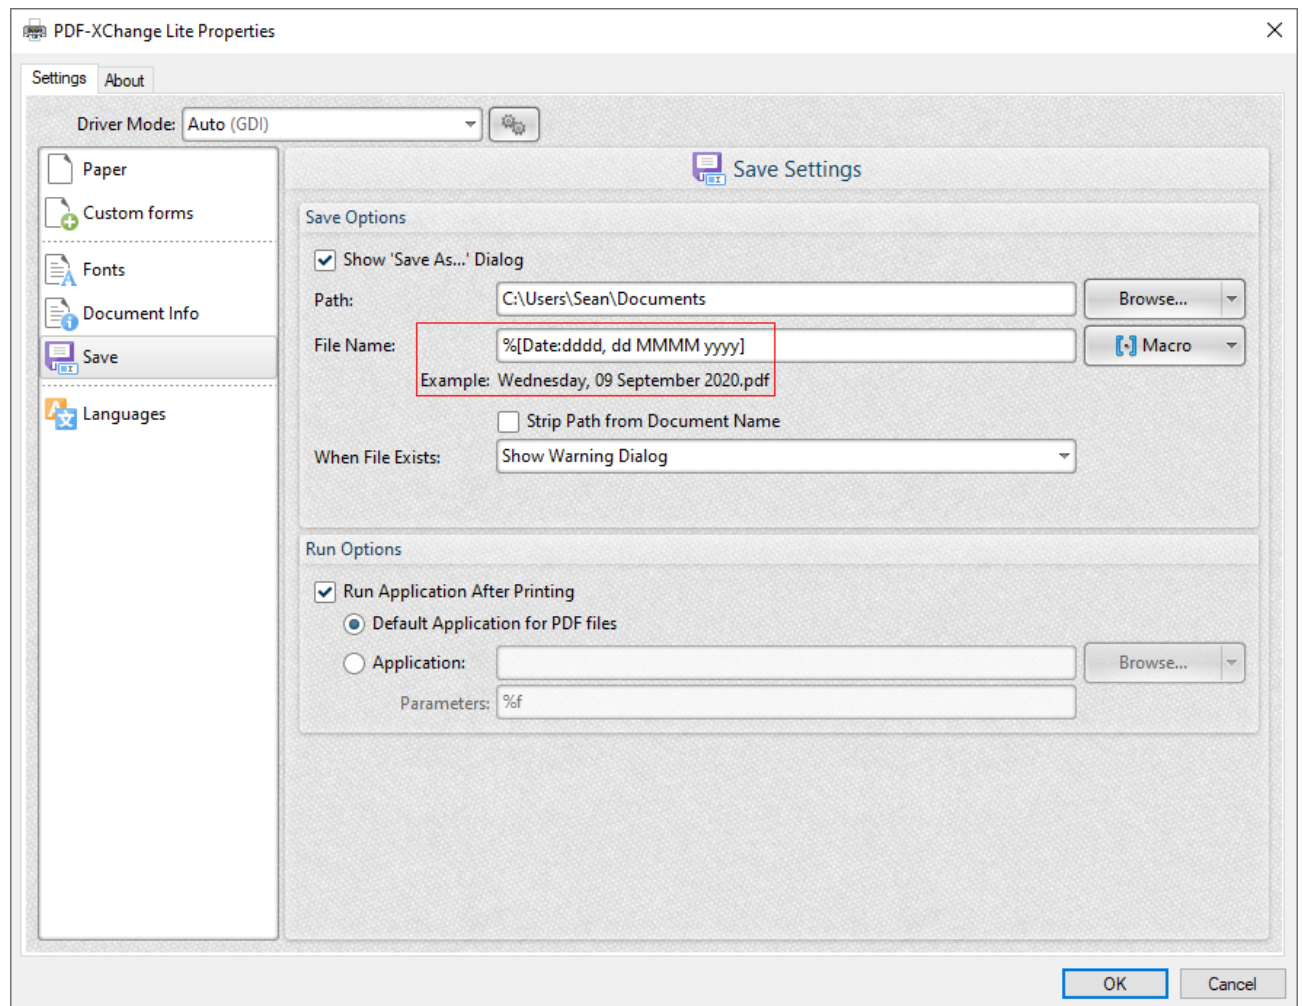 PDF-XChange Lite Properties
Settings About
Driver Mode: Auto (GDI)
Paper
Custom forms
Fonts
Document Info
Save
Languages
Save Settings
Save Options
Show 'Save As...' Dialog
Path: C:\Users\Sean\Documents Browse...
File Name: %[Date:dddd, dd MMMM yyyy] Macro
Example: Wednesday, 09 September 2020.pdf
Strip Path from Document Name
When File Exists: Show Warning Dialog
Run Options
Run Application After Printing
Default Application for PDF files
Application: Browse...
Parameters: %f
OK Cancel